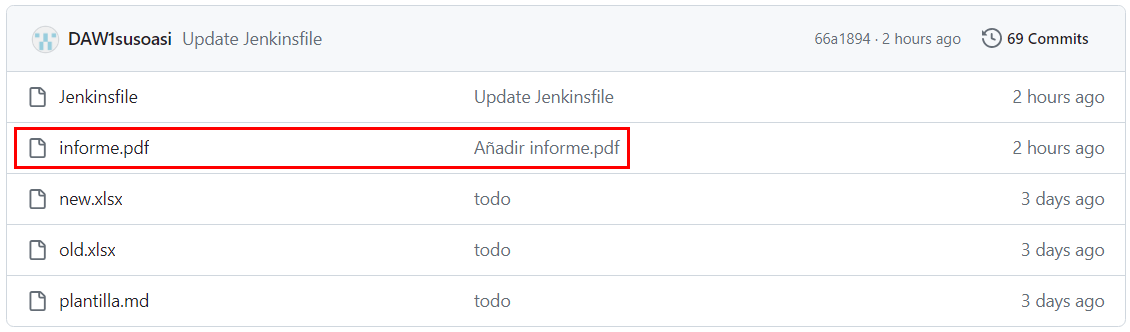 DAW1susoasi Update Jenkinsfile 66a1894 · 2 hours ago 69 Commits
Jenkinsfile Update Jenkinsfile 2 hours ago
informe.pdf Añadir informe.pdf 2 hours ago
new.xlsx todo 3 days ago
old.xlsx todo 3 days ago
plantilla.md todo 3 days ago